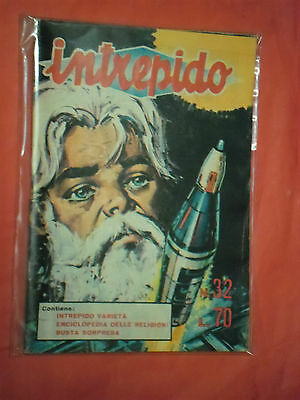 intrepido
N. 32
L. 70
Contiene:
INTREPIDO VARIETÀ
ENCICLOPEDIA DELLE RELIGIONI
BUSTA SORPRESA